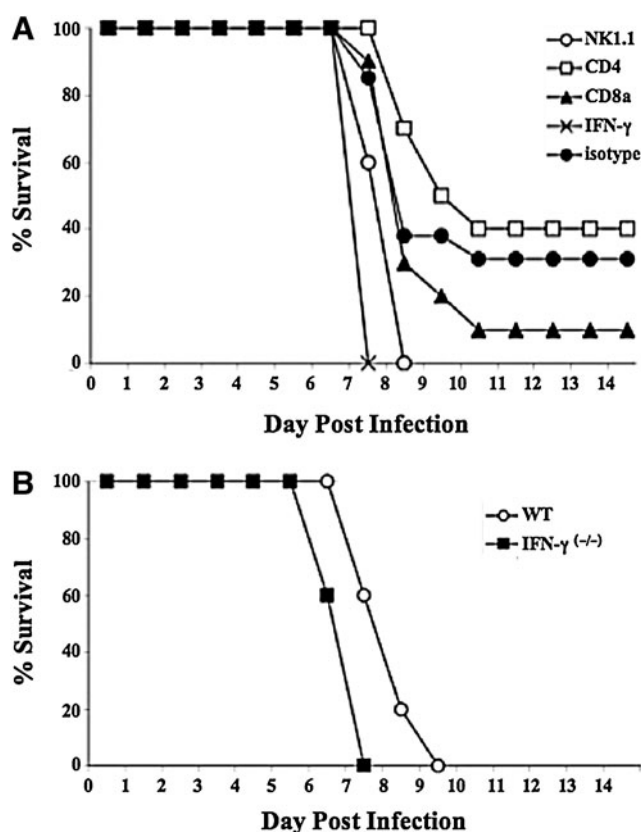 A
100
80
60
40
20
0
% Survival
NK1.1
CD4
CD8a
IFN-γ
isotype
0 1 2 3 4 5 6 7 8 9 10 11 12 13 14
Day Post Infection
B
100
80
60
40
20
0
% Survival
WT
IFN-γ (-/-)
0 1 2 3 4 5 6 7 8 9 10 11 12 13 14
Day Post Infection